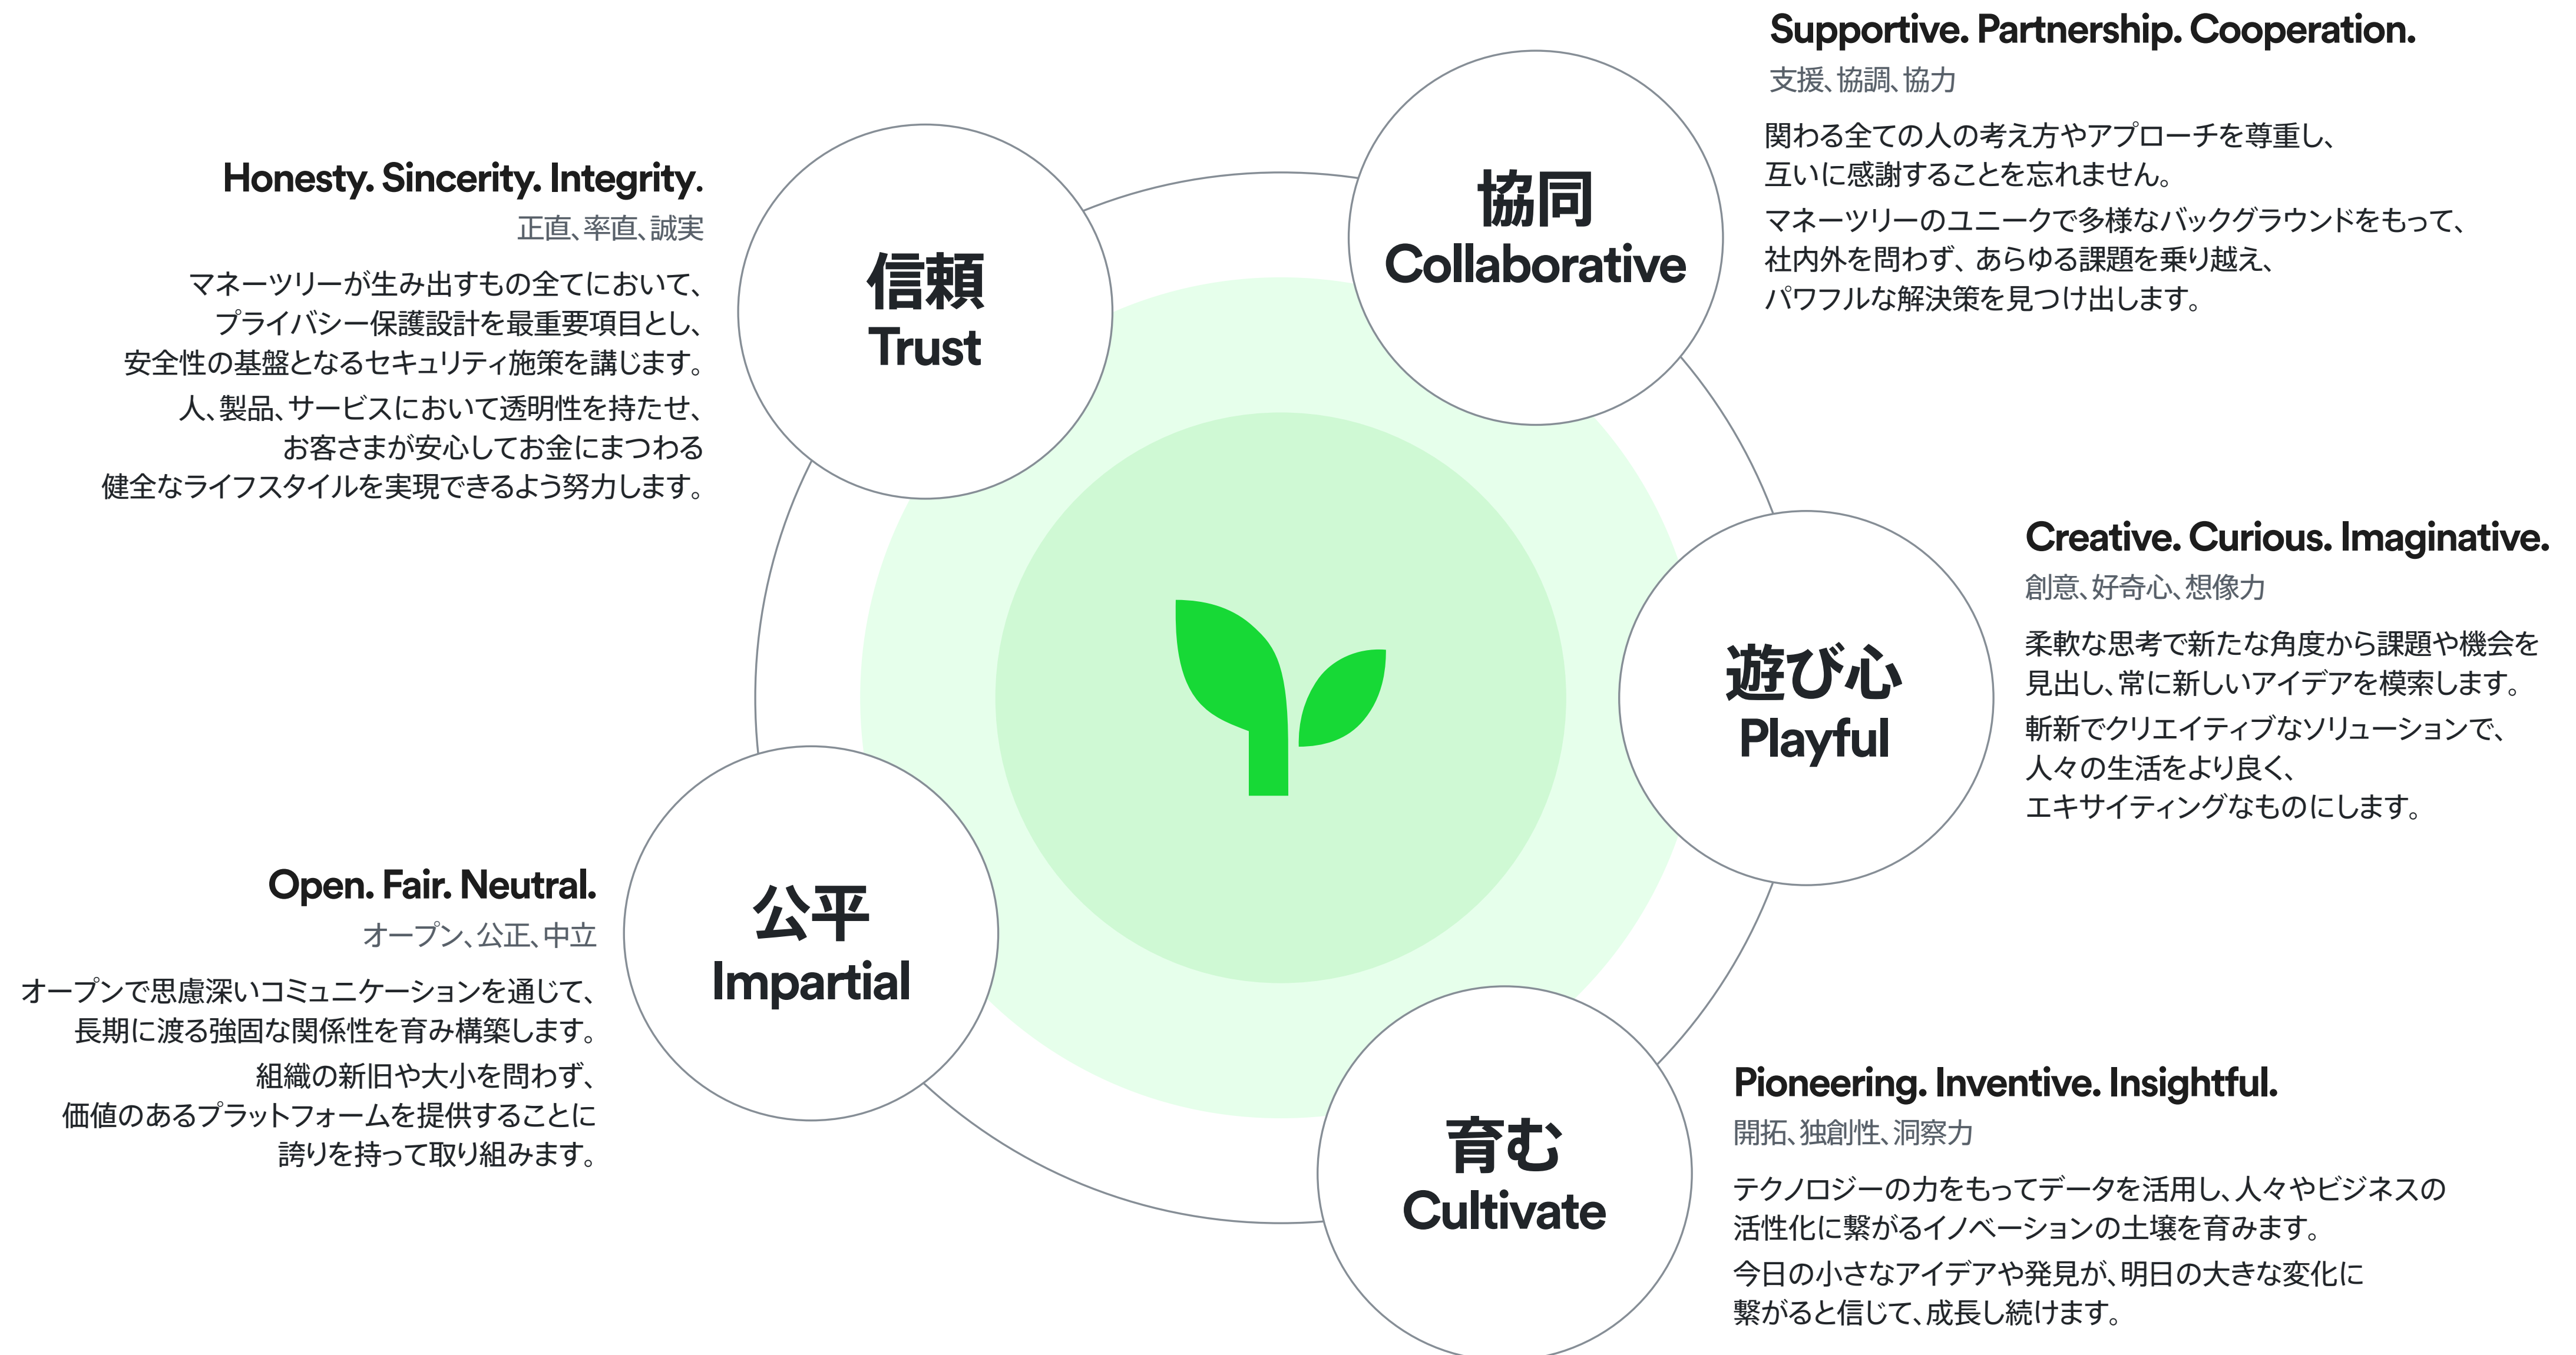 Honesty. Sincerity. Integrity.
正直、率直、誠実
マネーツリーが生み出すもの全てにおいて、
プライバシー保護設計を最重要項目とし、
安全性の基盤となるセキュリティ施策を講じます。
人、製品、サービスにおいて透明性を持たせ、
お客さまが安心してお金にまつわる
健全なライフスタイルを実現できるよう努力します。
信頼
Trust
協同
Collaborative
Supportive. Partnership. Cooperation.
支援、協調、協力
関わる全ての人の考え方やアプローチを尊重し、
互いに感謝することを忘れません。
マネーツリーのユニークで多様なバックグラウンドをもって、
社内外を問わず、あらゆる課題を乗り越え、
パワフルな解決策を見つけ出します。
遊び心
Playful
Creative. Curious. Imaginative.
創意、好奇心、想像力
柔軟な思考で新たな角度から課題や機会を
見出し、常に新しいアイデアを模索します。
斬新でクリエイティブなソリューションで、
人々の生活をより良く、
エキサイティングなものにします。
Open. Fair. Neutral.
オープン、公正、中立
オープンで思慮深いコミュニケーションを通じて、
長期に渡る強固な関係性を育み構築します。
組織の新旧や大小を問わず、
価値のあるプラットフォームを提供することに
誇りを持って取り組みます。
公平
Impartial
育む
Cultivate
Pioneering. Inventive. Insightful.
開拓、独創性、洞察力
テクノロジーの力をもってデータを活用し、人々やビジネスの
活性化に繋がるイノベーションの土壌を育みます。
今日の小さなアイデアや発見が、明日の大きな変化に
繋がると信じて、成長し続けます。